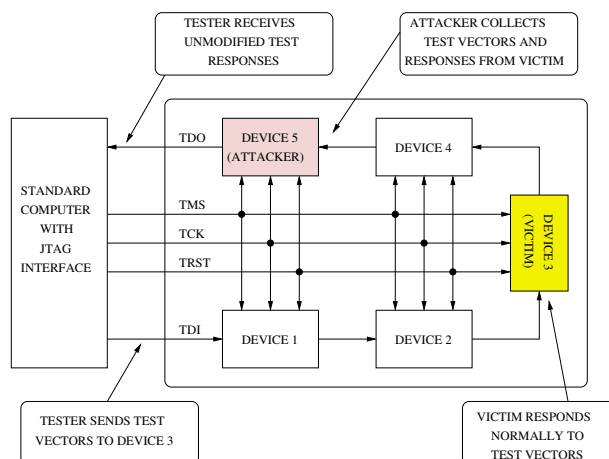 TESTER RECEIVES
UNMODIFIED TEST
RESPONSES
ATTACKER COLLECTS
TEST VECTORS AND
RESPONSES FROM VICTIM
STANDARD
COMPUTER
WITH
JTAG
INTERFACE
TDO
DEVICE 5
(ATTACKER)
DEVICE 4
TMS
TCK
TRST
DEVICE 3
(VICTIM)
TDI
DEVICE 1
DEVICE 2
TESTER SENDS TEST
VECTORS TO DEVICE 3
VICTIM RESPONDS
NORMALLY TO
TEST VECTORS